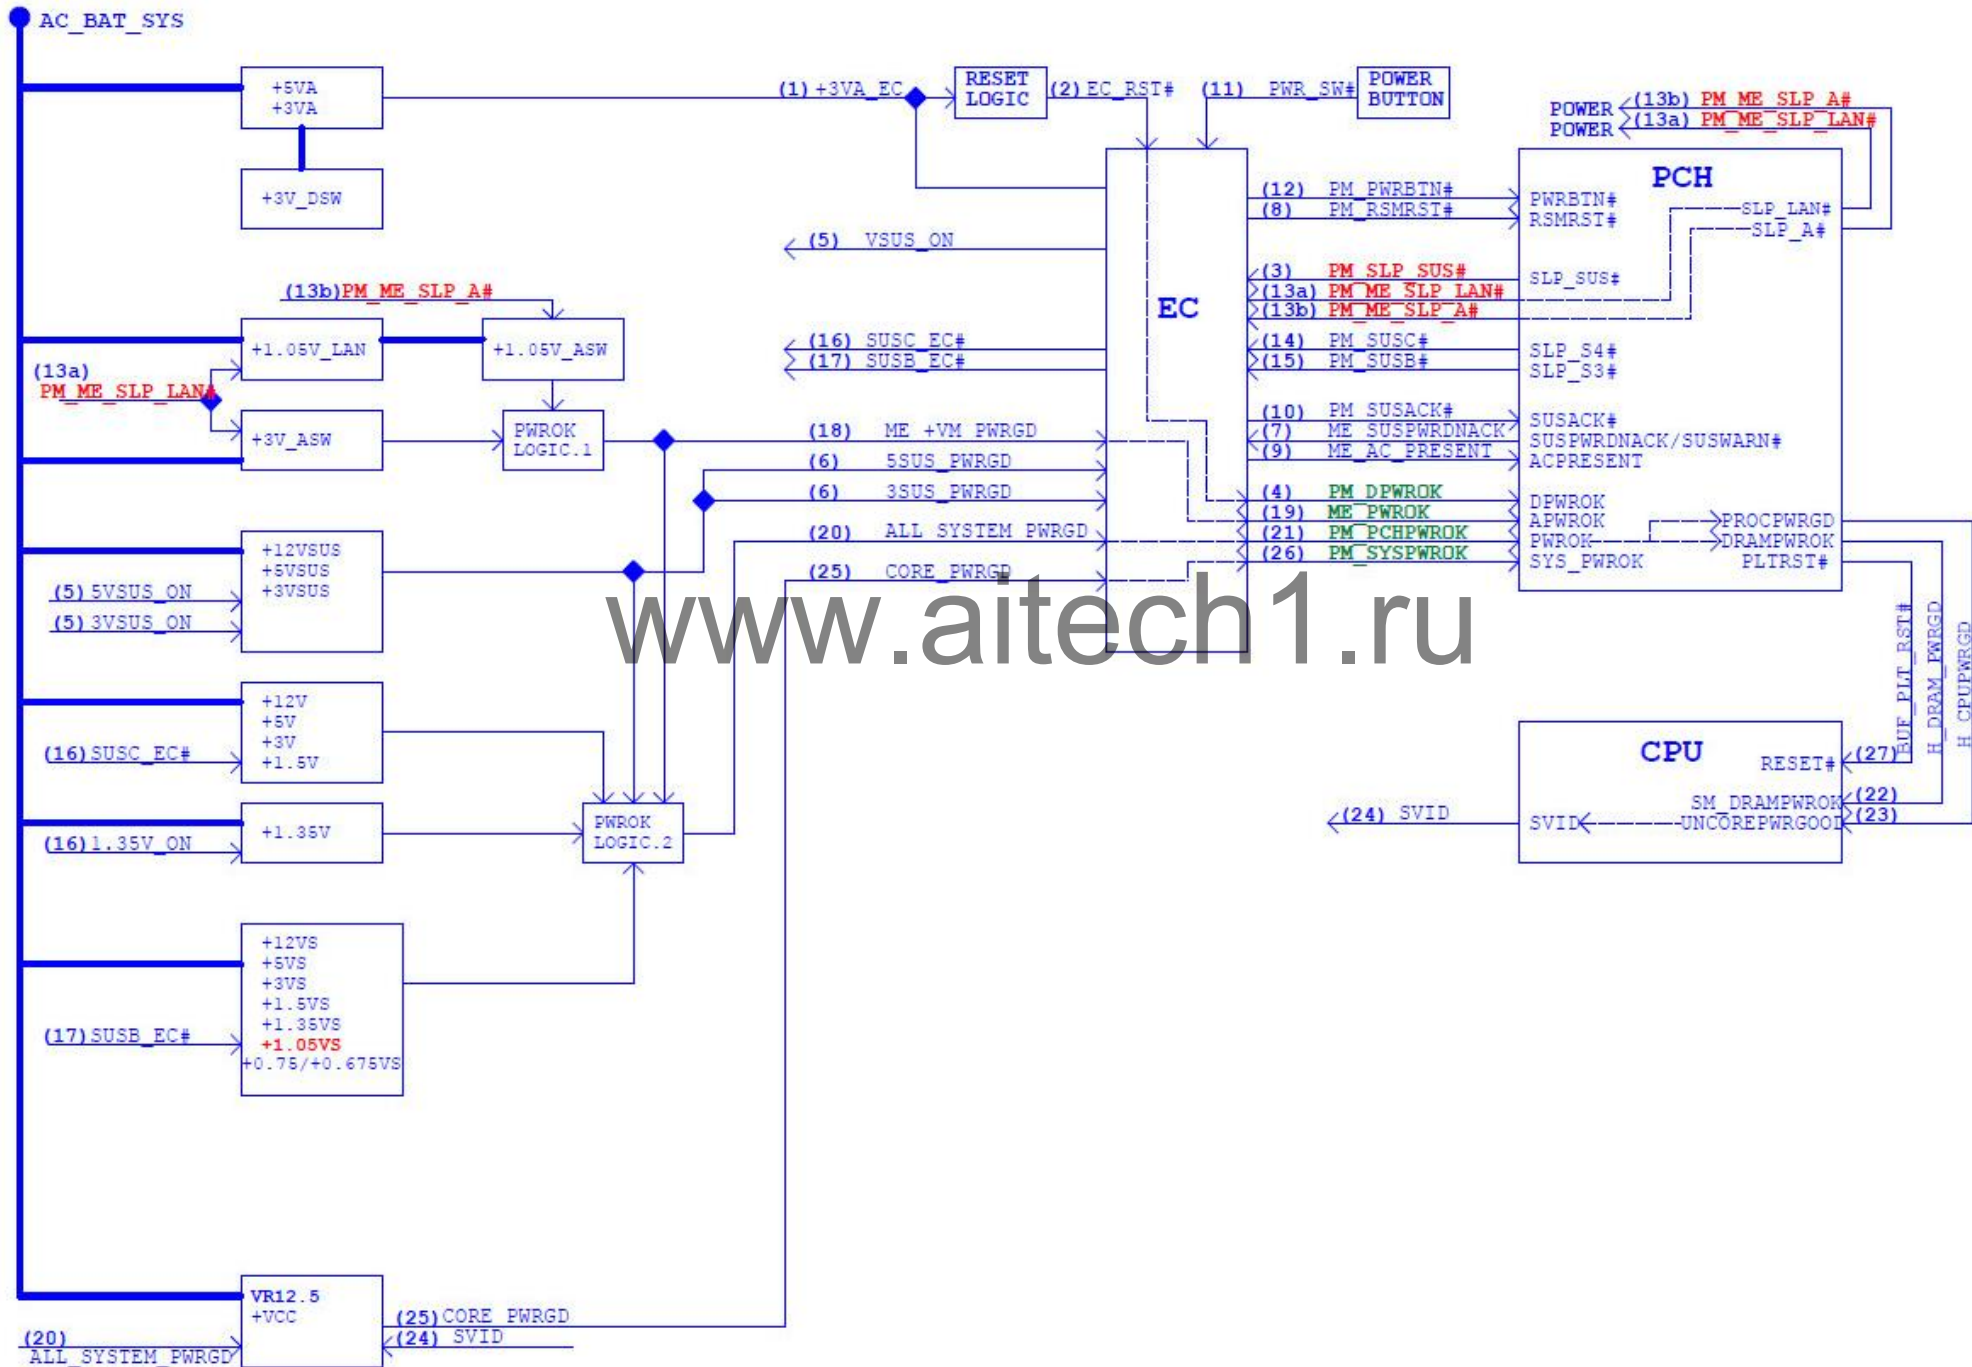 AC_BAT_SYS
+5VA
+3VA
+3V_DSW
(1) +3VA_EC
RESET
LOGIC
(2) EC_RST#
(11) PWR_SW#
POWER
BUTTON
POWER (13b) PM_ME_SLP_A#
POWER (13a) PM_ME_SLP_LAN#
PCH
SLP_LAN#
SLP_A#
(12) PM_PWRBTN# PWRBTN#
(8) PM_RSMRST# RSMRST#
(5) VSUS_ON
(3) PM_SLP_SUS# SLP_SUS#
(13a) PM_ME_SLP_LAN#
(13b) PM_ME_SLP_A#
EC
(13b) PM_ME_SLP_A#
+1.05V_LAN
+1.05V_ASW
(13a)
PM_ME_SLP_LAN#
+3V_ASW
PWROK
LOGIC.1
(16) SUSC_EC#
(17) SUSB_EC#
(14) PM_SUSC# SLP_S4#
(15) PM_SUSB# SLP_S3#
(10) PM_SUSACK# SUSACK#
(7) ME_SUSPWRDNACK SUSPWRDNACK/SUSWARN#
(9) ME_AC_PRESENT ACPRESENT
(18) ME_+VM_PWRGD
(6) 5SUS_PWRGD
(6) 3SUS_PWRGD
(20) ALL_SYSTEM_PWRGD
(25) CORE_PWRGD
(4) PM_DPWROK DPWROK
(19) ME_PWROK APWROK
(21) PM_PCHPWROK PWROK
(26) PM_SYSPWROK SYS_PWROK
PROCPWRGD
DRAMPWROK
PLTRST#
+12VSUS
+5VSUS
+3VSUS
(5) 5VSUS_ON
(5) 3VSUS_ON
www.aitech1.ru
BUF_PLT_RST#
H_DRAM_PWRGD
H_CPUPWRGD
+12V
+5V
+3V
+1.5V
(16) SUSC_EC#
+1.35V
(16) 1.35V_ON
PWROK
LOGIC.2
CPU
RESET# (27)
SM_DRAMPWROK (22)
UNCOREPWRGOOD (23)
SVID
(24) SVID
+12VS
+5VS
+3VS
+1.5VS
+1.35VS
+1.05VS
+0.75/+0.675VS
(17) SUSB_EC#
VR12.5
+VCC
(25) CORE_PWRGD
(24) SVID
(20)
ALL_SYSTEM_PWRGD